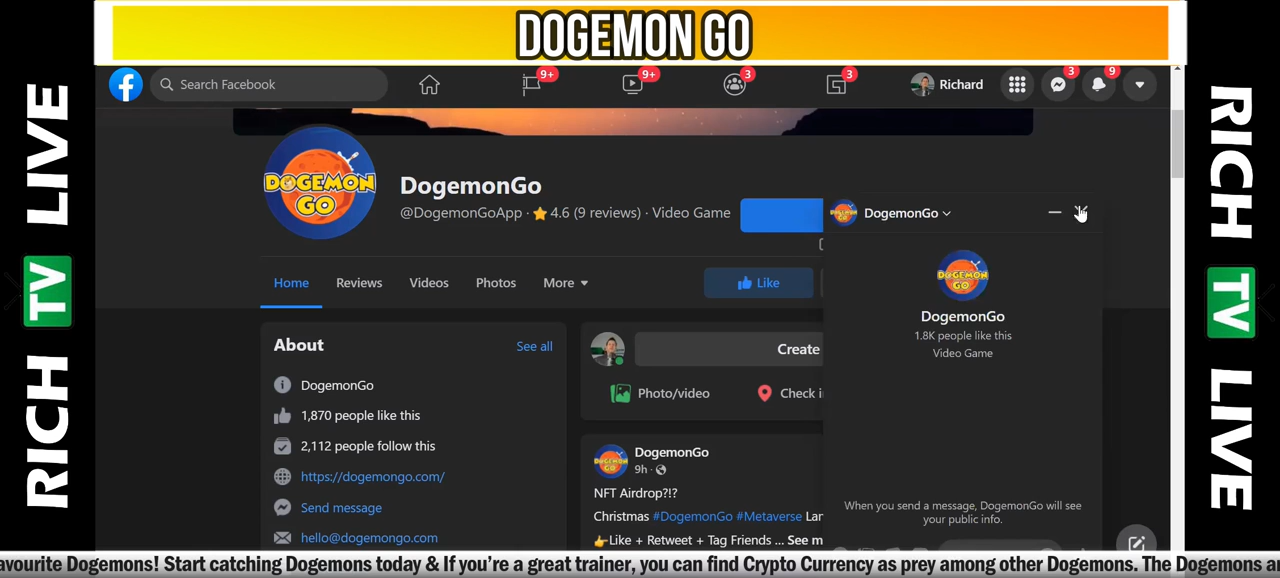 DOGEMON GO
Search Facebook
9+
9+
3
3
Richard
3
9
RICH TV LIVE
RICH TV LIVE
DOGEMON GO
DogemonGo
@DogemonGoApp · 4.6 (9 reviews) · Video Game
Home
Reviews
Videos
Photos
More
Like
DOGEMON GO
DogemonGo
DOGEMON GO
DogemonGo
1.8K people like this
Video Game
When you send a message, DogemonGo will see
your public info.
About
See all
DogemonGo
1,870 people like this
2,112 people follow this
https://dogemongo.com/
Send message
hello@dogemongo.com
Create
Photo/video
Check i
DOGEMON GO
DogemonGo
9h ·
NFT Airdrop?!?
Christmas #DogemonGo #Metaverse Lan
Like + Retweet + Tag Friends ... See m
avourite Dogemons! Start catching Dogemons today & If you're a great trainer, you can find Crypto Currency as prey among other Dogemons. The Dogemons a